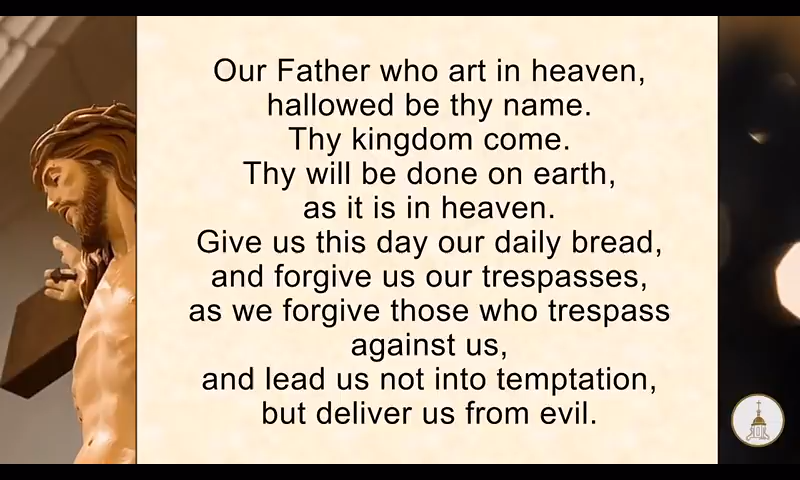 Our Father who art in heaven,
hallowed be thy name.
Thy kingdom come.
Thy will be done on earth,
as it is in heaven.
Give us this day our daily bread,
and forgive us our trespasses,
as we forgive those who trespass
against us,
and lead us not into temptation,
but deliver us from evil.